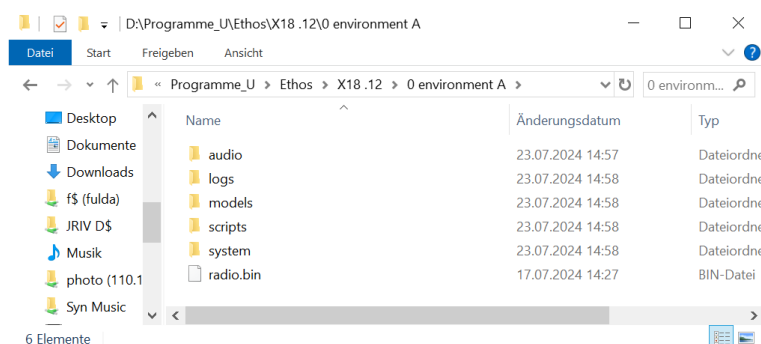 D:\Programme_U\Ethos\X18 .12\0 environment A
Datei Start Freigeben Ansicht
« Programme_U > Ethos > X18 .12 > 0 environment A > 0 environm...
Desktop
Dokumente
Downloads
f$ (fulda)
JRIV D$
Musik
photo (110.1
Syn Music
Name Änderungsdatum Typ
audio 23.07.2024 14:57 Dateiordne
logs 23.07.2024 14:58 Dateiordne
models 23.07.2024 14:58 Dateiordne
scripts 23.07.2024 14:58 Dateiordne
system 23.07.2024 14:58 Dateiordne
radio.bin 17.07.2024 14:27 BIN-Datei
6 Elemente